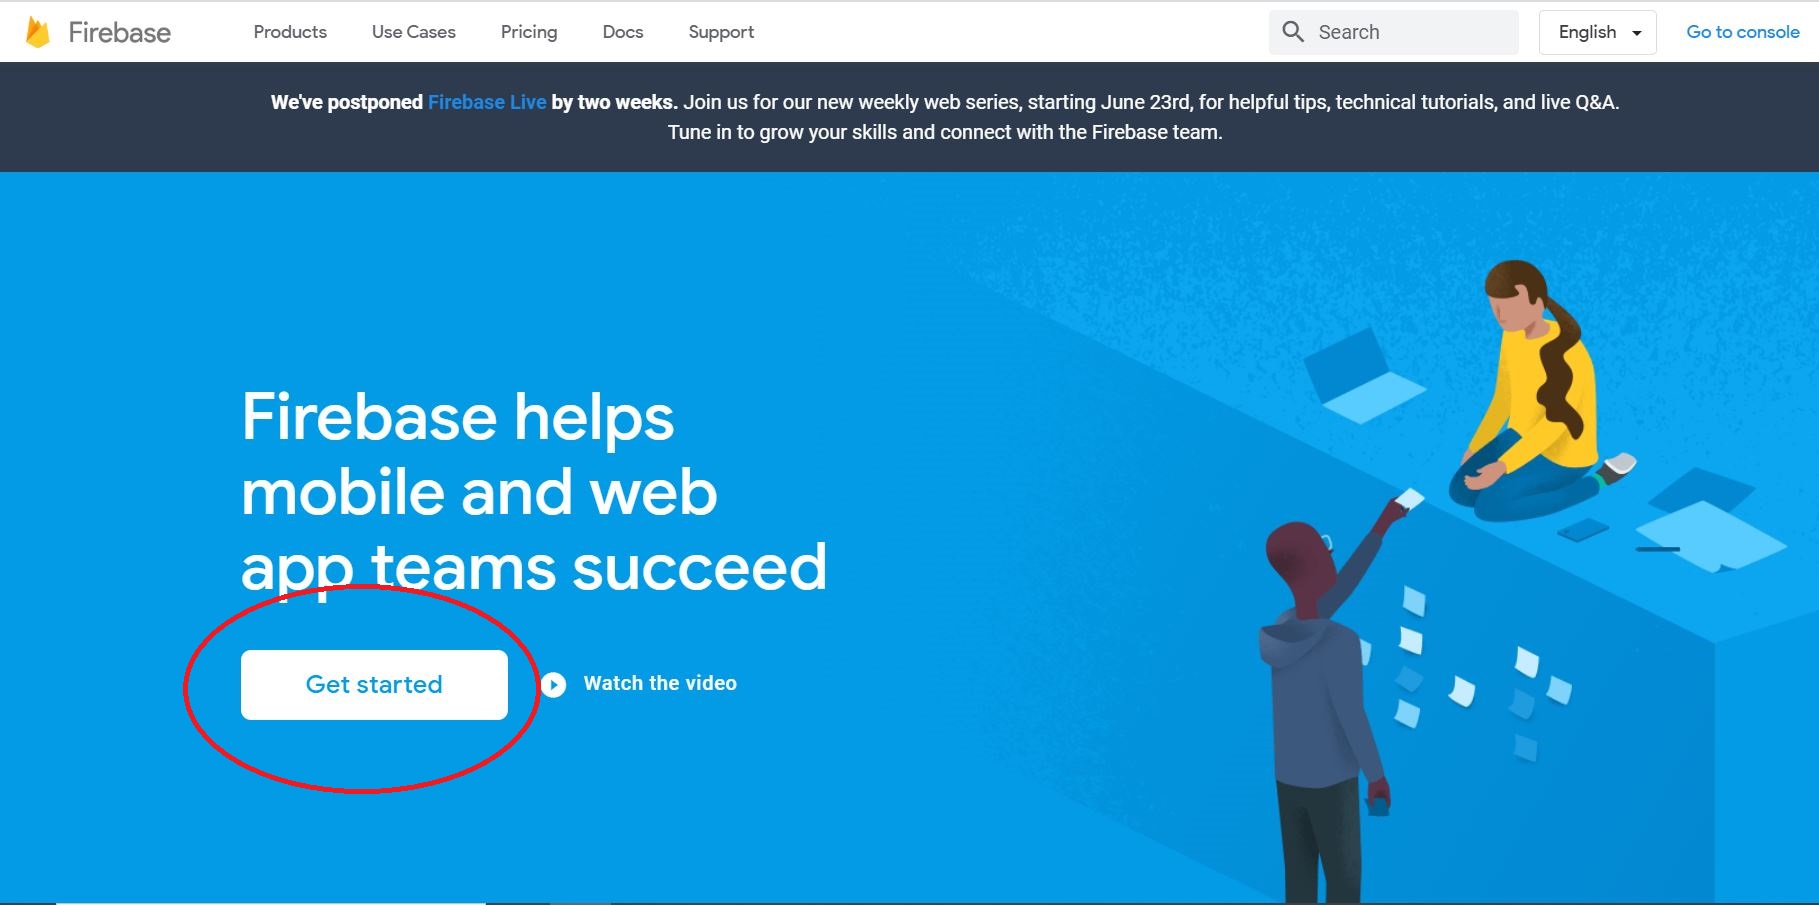 Firebase
Products
Use Cases
Pricing
Docs
Support
Search
English
Go to console
We've postponed Firebase Live by two weeks. Join us for our new weekly web series, starting June 23rd, for helpful tips, technical tutorials, and live Q&A.
Tune in to grow your skills and connect with the Firebase team.
Firebase helps
mobile and web
app teams succeed
Get started
Watch the video